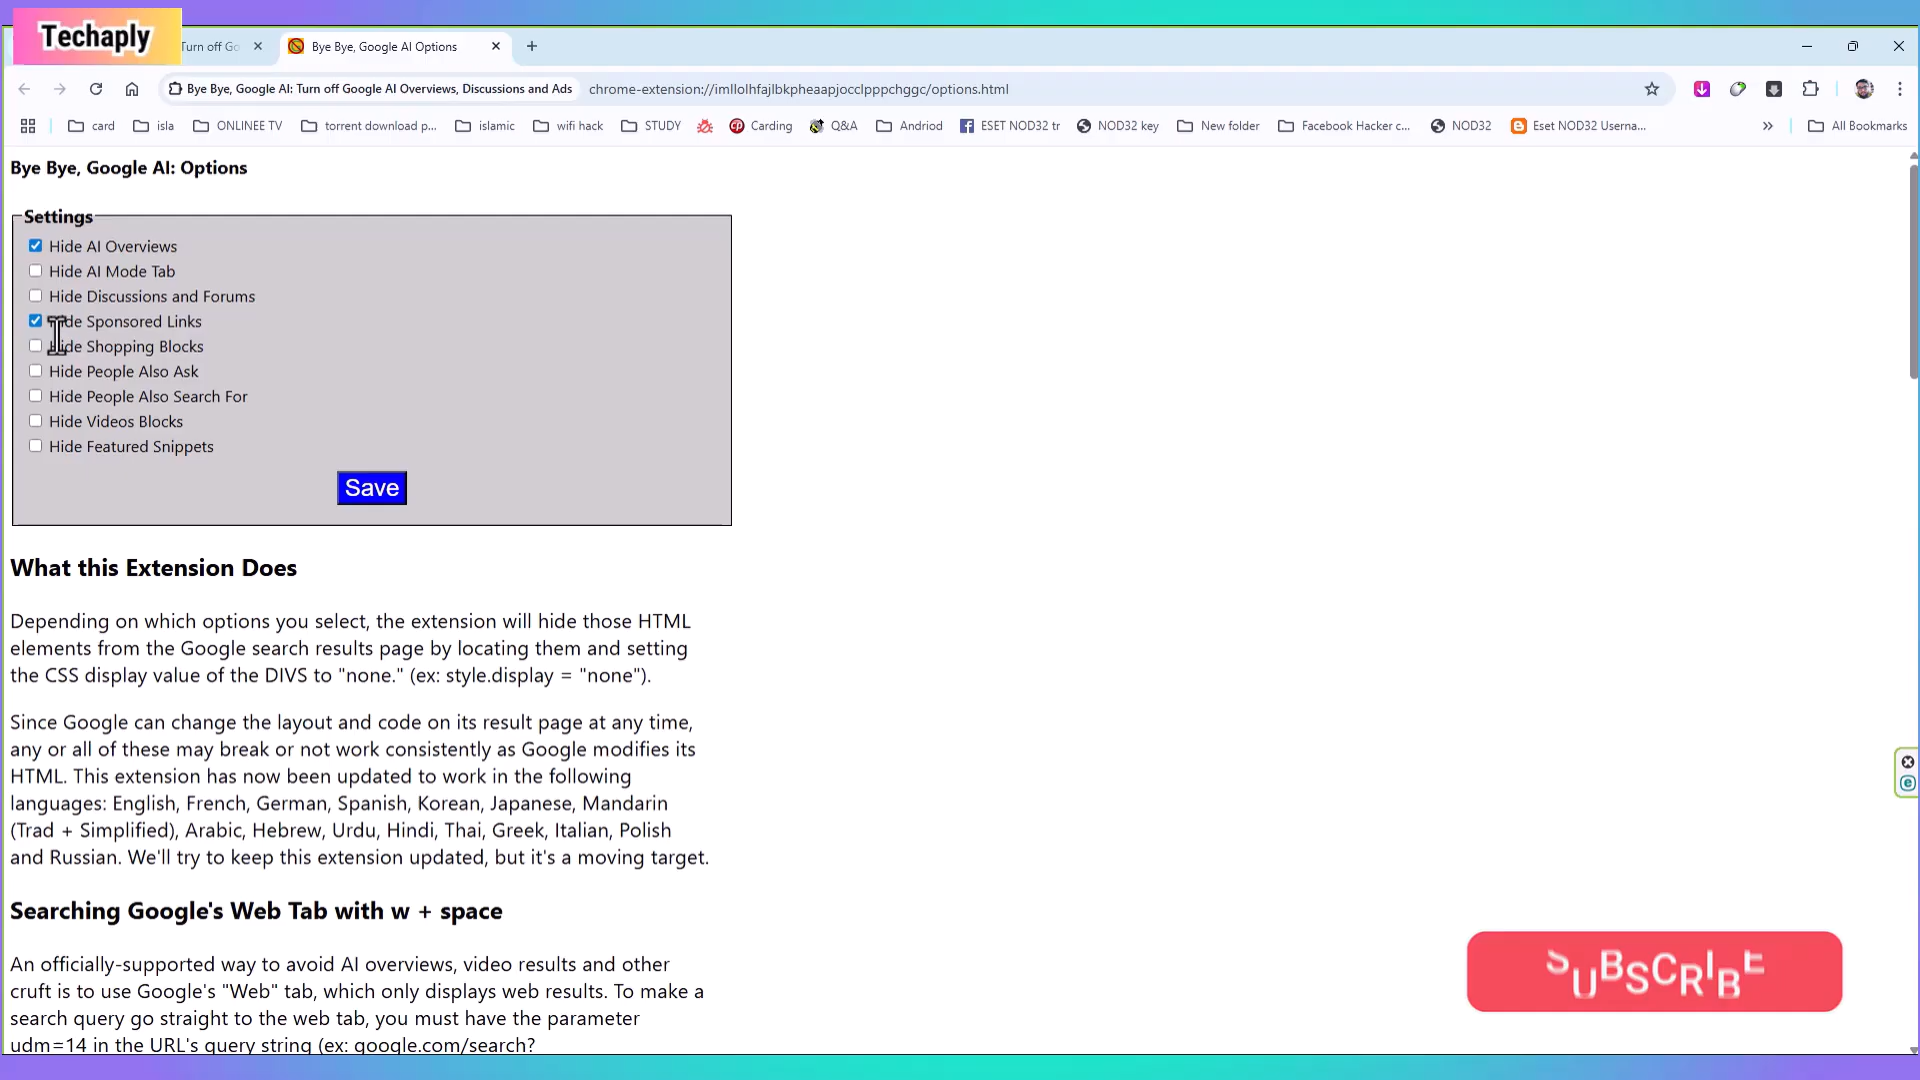 Techaply
Turn off Go
Bye Bye, Google AI Options
Bye Bye, Google AI: Turn off Google AI Overviews, Discussions and Ads
chrome-extension://imllolhfajlbkpheaapjocclpppchggc/options.html
card
isla
ONLINEE TV
torrent download p...
islamic
wifi hack
STUDY
Carding
Q&A
Andriod
ESET NOD32 tr
NOD32 key
New folder
Facebook Hacker c...
NOD32
Eset NOD32 Userna...
All Bookmarks
Bye Bye, Google AI: Options
Settings
Hide AI Overviews
Hide AI Mode Tab
Hide Discussions and Forums
Hide Sponsored Links
Hide Shopping Blocks
Hide People Also Ask
Hide People Also Search For
Hide Videos Blocks
Hide Featured Snippets
Save
What this Extension Does
Depending on which options you select, the extension will hide those HTML
elements from the Google search results page by locating them and setting
the CSS display value of the DIVS to "none." (ex: style.display = "none").
Since Google can change the layout and code on its result page at any time,
any or all of these may break or not work consistently as Google modifies its
HTML. This extension has now been updated to work in the following
languages: English, French, German, Spanish, Korean, Japanese, Mandarin
(Trad + Simplified), Arabic, Hebrew, Urdu, Hindi, Thai, Greek, Italian, Polish
and Russian. We'll try to keep this extension updated, but it's a moving target.
Searching Google's Web Tab with w + space
An officially-supported way to avoid AI overviews, video results and other
cruft is to use Google's "Web" tab, which only displays web results. To make a
search query go straight to the web tab, you must have the parameter
udm=14 in the URL's query string (ex: google.com/search?
SUBSCRIBE